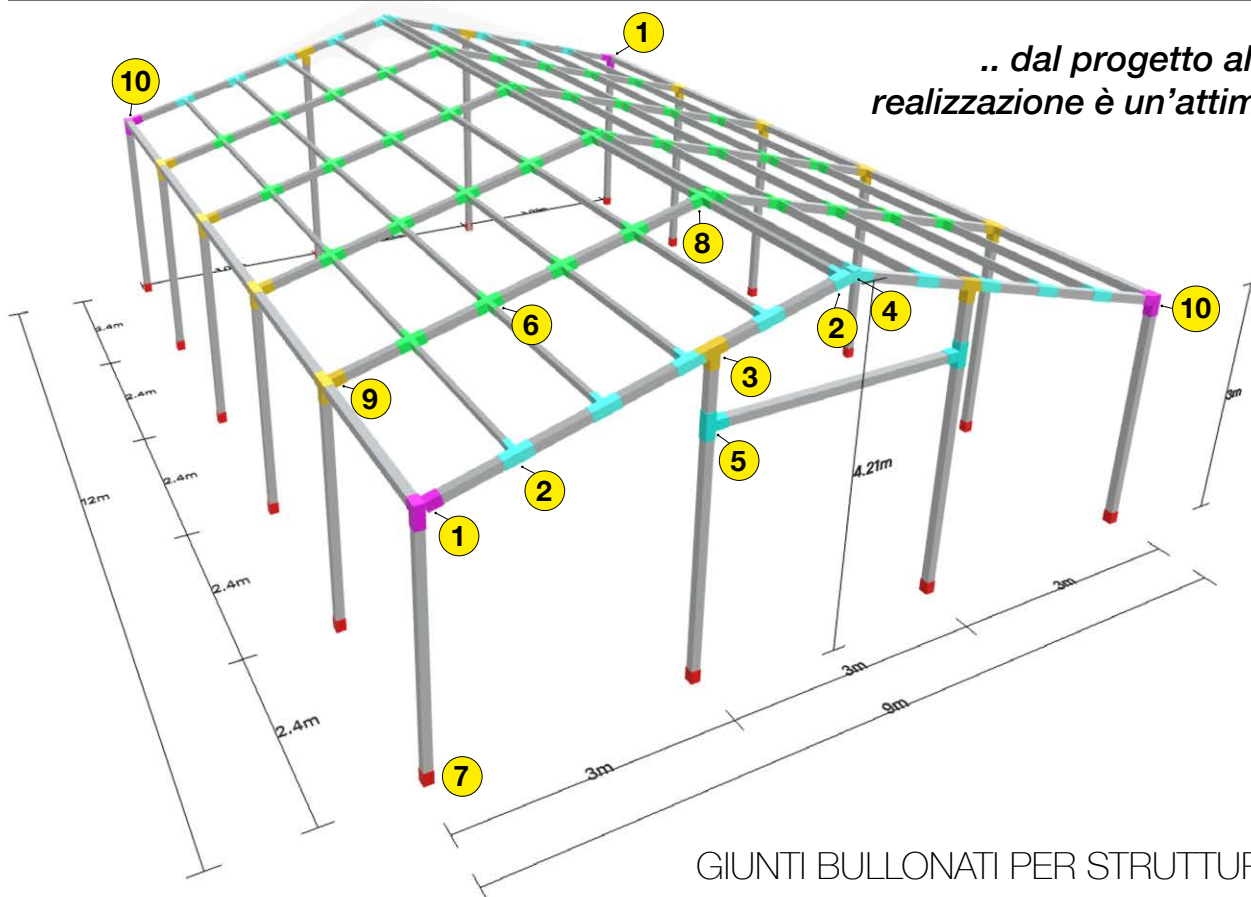 .. dal progetto al
realizzazione è un'attim
1
10
8
2
4
10
6
3
9
5
2
1
7
2.4m
2.4m
2.4m
2.4m
2.4m
12m
4.21m
3m
3m
3m
3m
9m
GIUNTI BULLONATI PER STRUTTUR